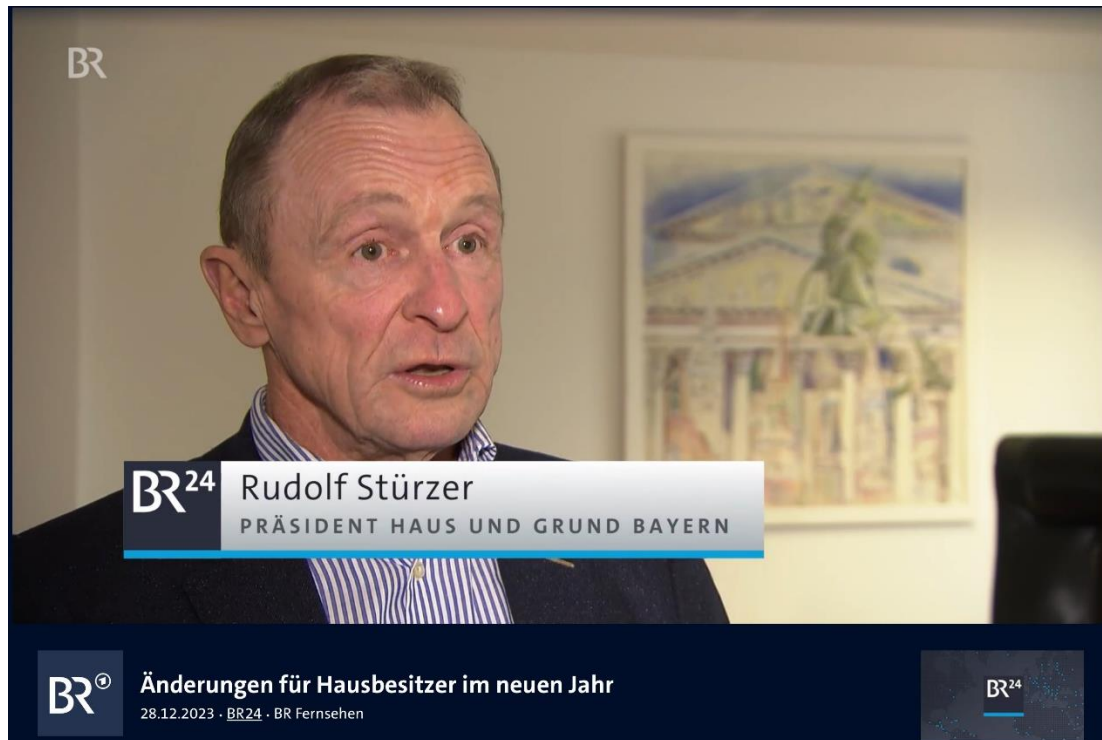 BR
BR24
Rudolf Stürzer
PRÄSIDENT HAUS UND GRUND BAYERN
BR
Änderungen für Hausbesitzer im neuen Jahr
28.12.2023 · BR24 · BR Fernsehen
BR24